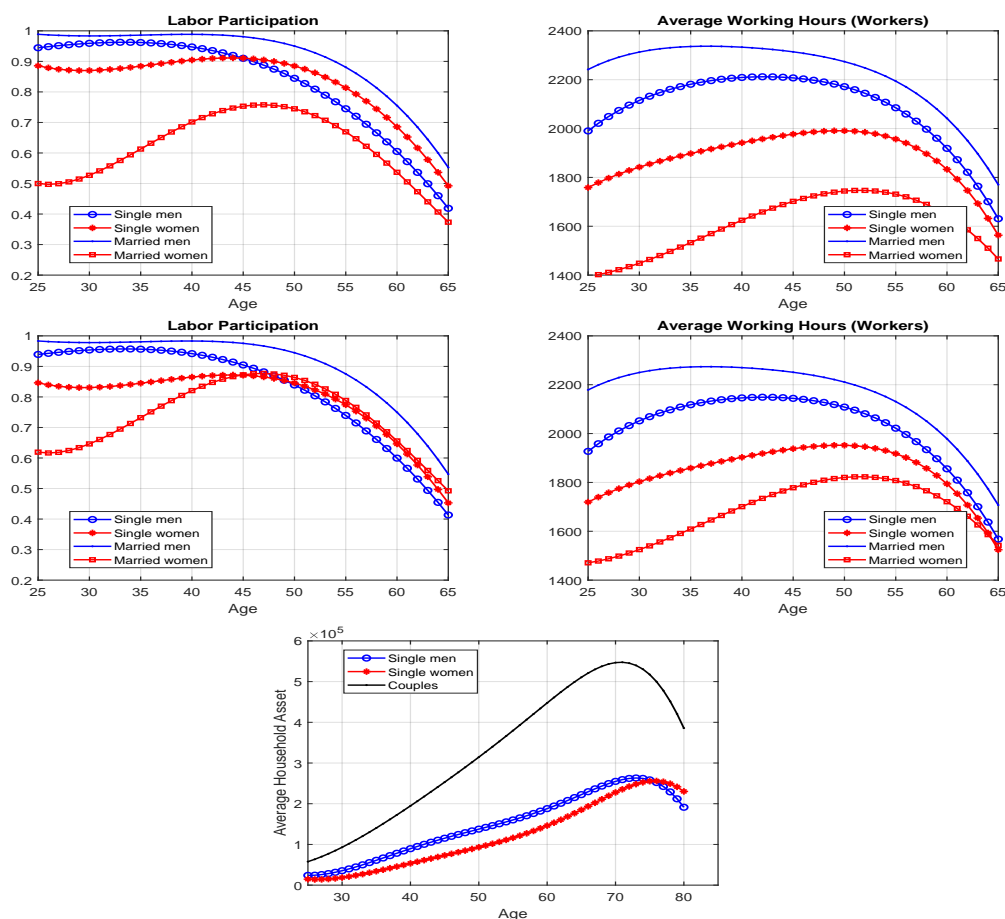 Labor Participation
1
0.9
0.8
0.7
0.6
0.5
0.4
0.3
0.2
25 30 35 40 45 50 55 60 65
Age
Single men
Single women
Married men
Married women
Average Working Hours (Workers)
2400
2200
2000
1800
1600
1400
25 30 35 40 45 50 55 60 65
Age
Single men
Single women
Married men
Married women
Labor Participation
1
0.9
0.8
0.7
0.6
0.5
0.4
0.3
0.2
25 30 35 40 45 50 55 60 65
Age
Single men
Single women
Married men
Married women
Average Working Hours (Workers)
2400
2200
2000
1800
1600
1400
25 30 35 40 45 50 55 60 65
Age
Single men
Single women
Married men
Married women
×10⁵
Average Household Asset
6
5
4
3
2
1
0
30 40 50 60 70 80
Age
Single men
Single women
Couples